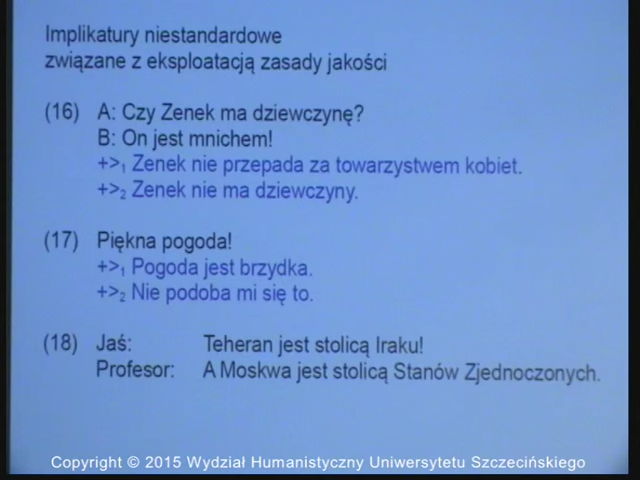 Implikatury niestandardowe
związane z eksploatacją zasady jakości
(16) A: Czy Zenek ma dziewczynę?
B: On jest mnichem!
+>₁ Zenek nie przepada za towarzystwem kobiet.
+>₂ Zenek nie ma dziewczyny.
(17) Piękna pogoda!
+>₁ Pogoda jest brzydka.
+>₂ Nie podoba mi się to.
(18) Jaś: Teheran jest stolicą Iraku!
Profesor: A Moskwa jest stolicą Stanów Zjednoczonych.
Copyright © 2015 Wydział Humanistyczny Uniwersytetu Szczecińskiego